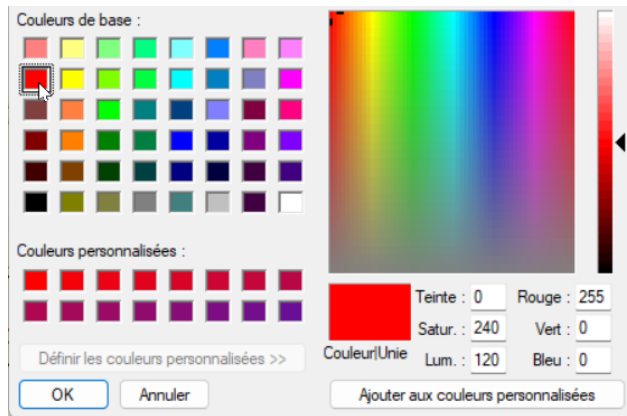 Couleurs de base :
Couleurs personnalisées :
Définir les couleurs personnalisées >>
OK
Annuler
Couleur|Unie
Teinte : 0
Rouge : 255
Satur. : 240
Vert : 0
Lum. : 120
Bleu : 0
Ajouter aux couleurs personnalisées